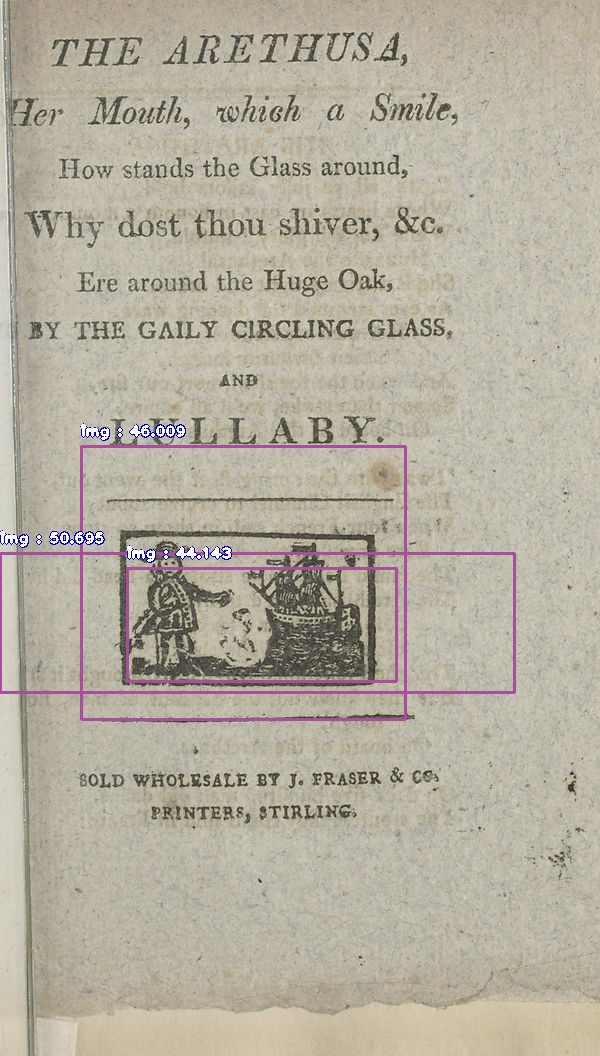 THE ARETHUSA,
Her Mouth, which a Smile,
How stands the Glass around,
Why dost thou shiver, &c.
Ere around the Huge Oak,
BY THE GAILY CIRCLING GLASS,
AND
LULLABY.
img : 46.009
img : 50.695
img : 44.143
SOLD WHOLESALE BY J. FRASER & CO.
PRINTERS, STIRLING.